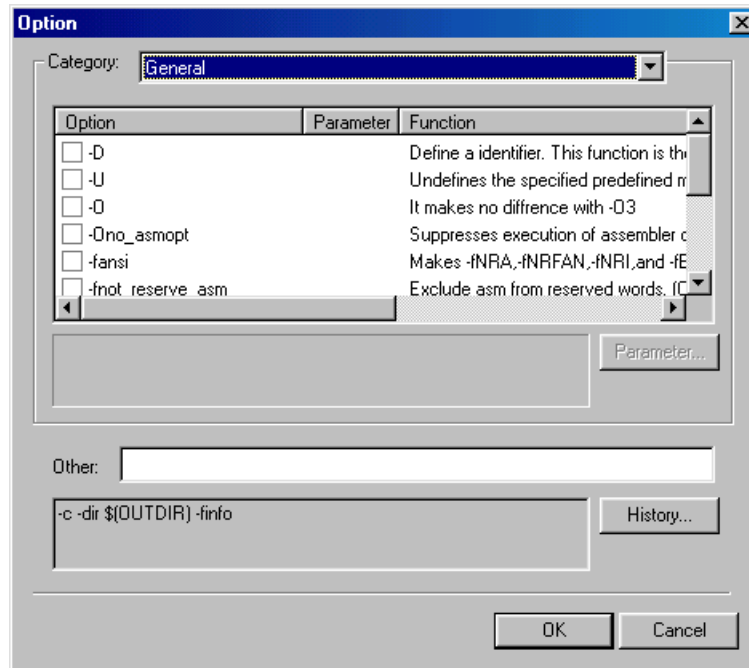 Option
Category: General
Option Parameter Function
-D Define a identifier. This function is the
-U Undefines the specified predefined m
-O It makes no diffrence with -O3
-Ono_asmopt Suppresses execution of assembler o
-fansi Makes -fNRA,-fNRFAN,-fNRI,and -fE
-fnot_reserve_asm Exclude asm from reserved words. (O
Parameter...
Other:
-c -dir $(OUTDIR) -finfo
History...
OK Cancel